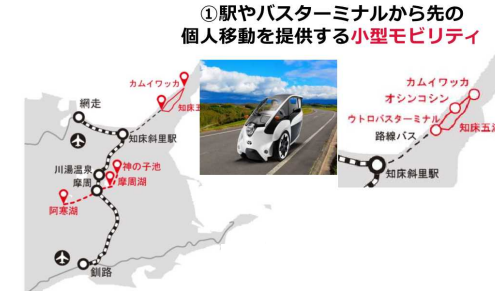 ①駅やバスターミナルから先の
個人移動を提供する小型モビリティ
カムイワッカ
知床五
網走
知床斜里駅
川湯温泉
神の子池
摩周
摩周湖
阿寒湖
釧路
カムイワッカ
オシンコシン
ウトロバスターミナル
知床五湖
路線バス
知床斜里駅